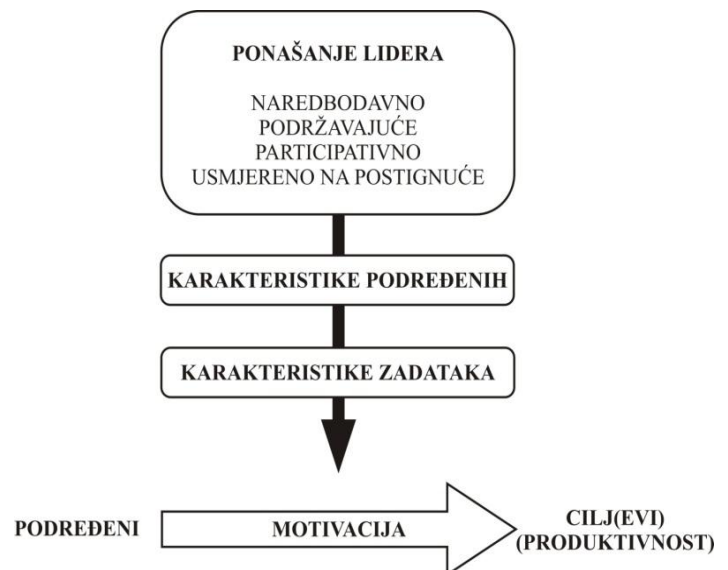 PONAŠANJE LIDERA
NAREDBODAVNO
PODRŽAVAJUĆE
PARTICIPATIVNO
USMJERENO NA POSTIGNUĆE
KARAKTERISTIKE PODREĐENIH
KARAKTERISTIKE ZADATAKA
PODREĐENI
MOTIVACIJA
CILJ(EVI)
(PRODUKTIVNOST)